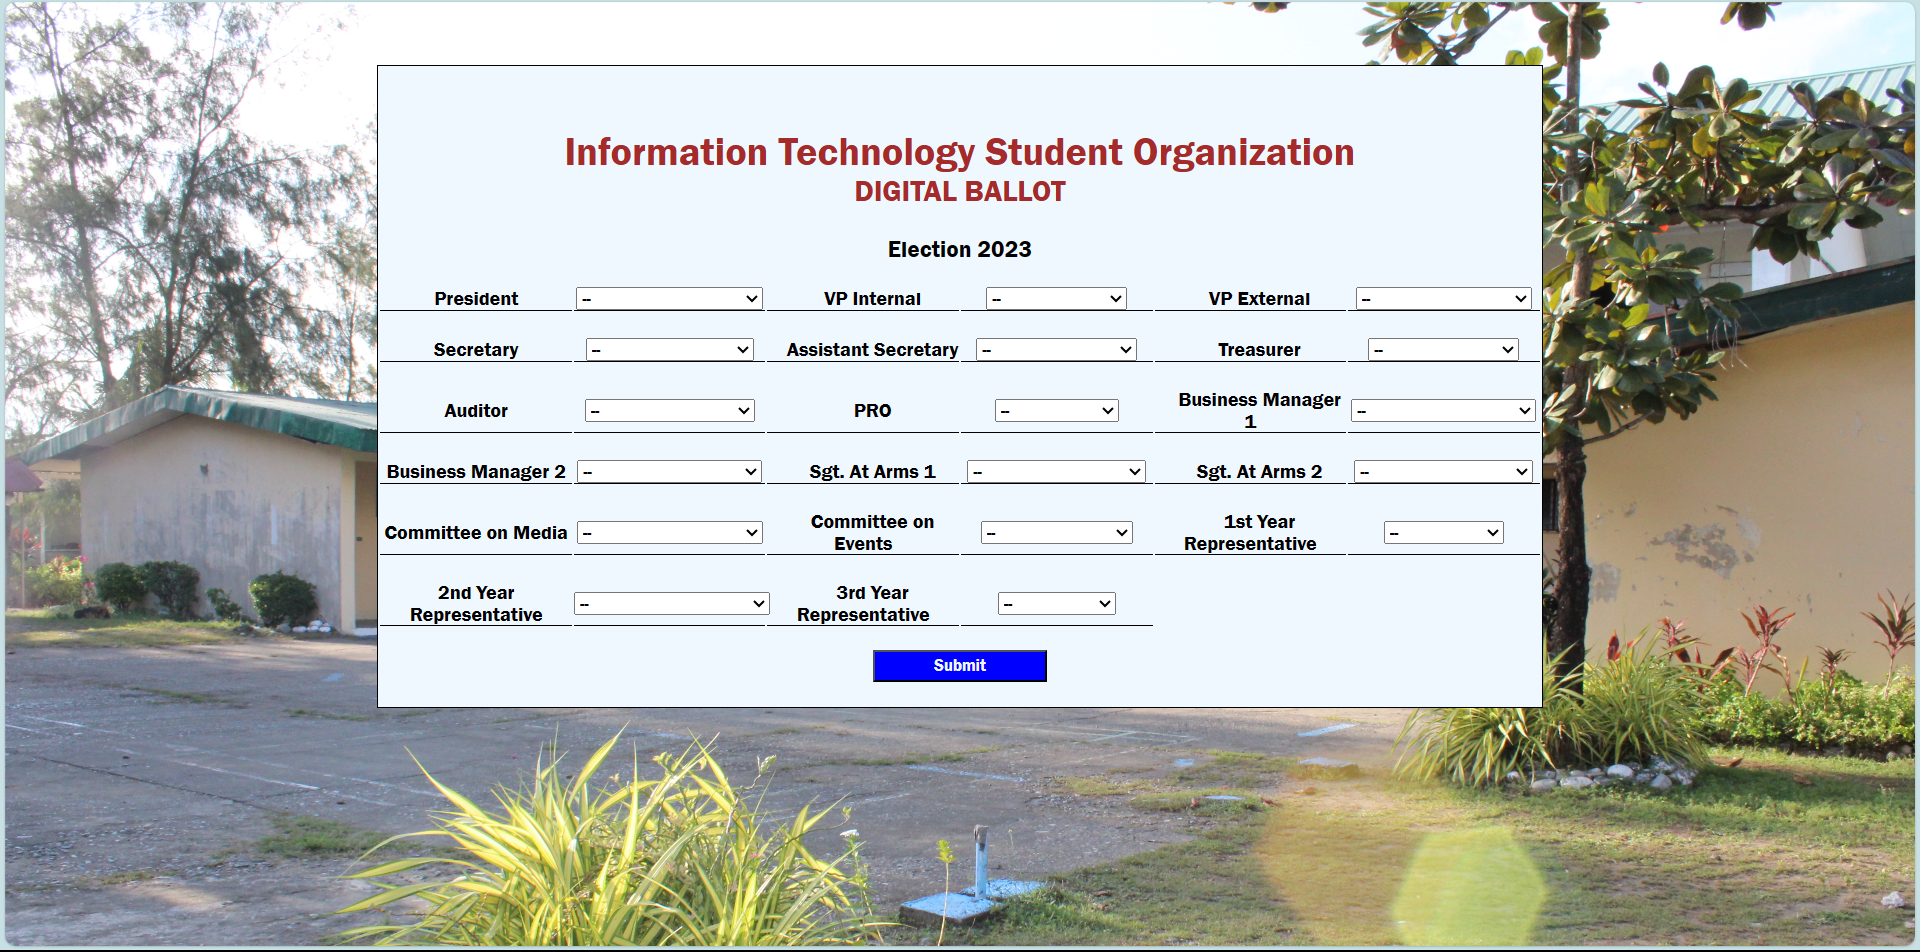 Information Technology Student Organization
DIGITAL BALLOT
Election 2023
President -- VP Internal -- VP External --
Secretary -- Assistant Secretary -- Treasurer --
Auditor -- PRO -- Business Manager
1 --
Business Manager 2 -- Sgt. At Arms 1 -- Sgt. At Arms 2 --
Committee on Media -- Committee on
Events -- 1st Year
Representative --
2nd Year
Representative -- 3rd Year
Representative --
Submit